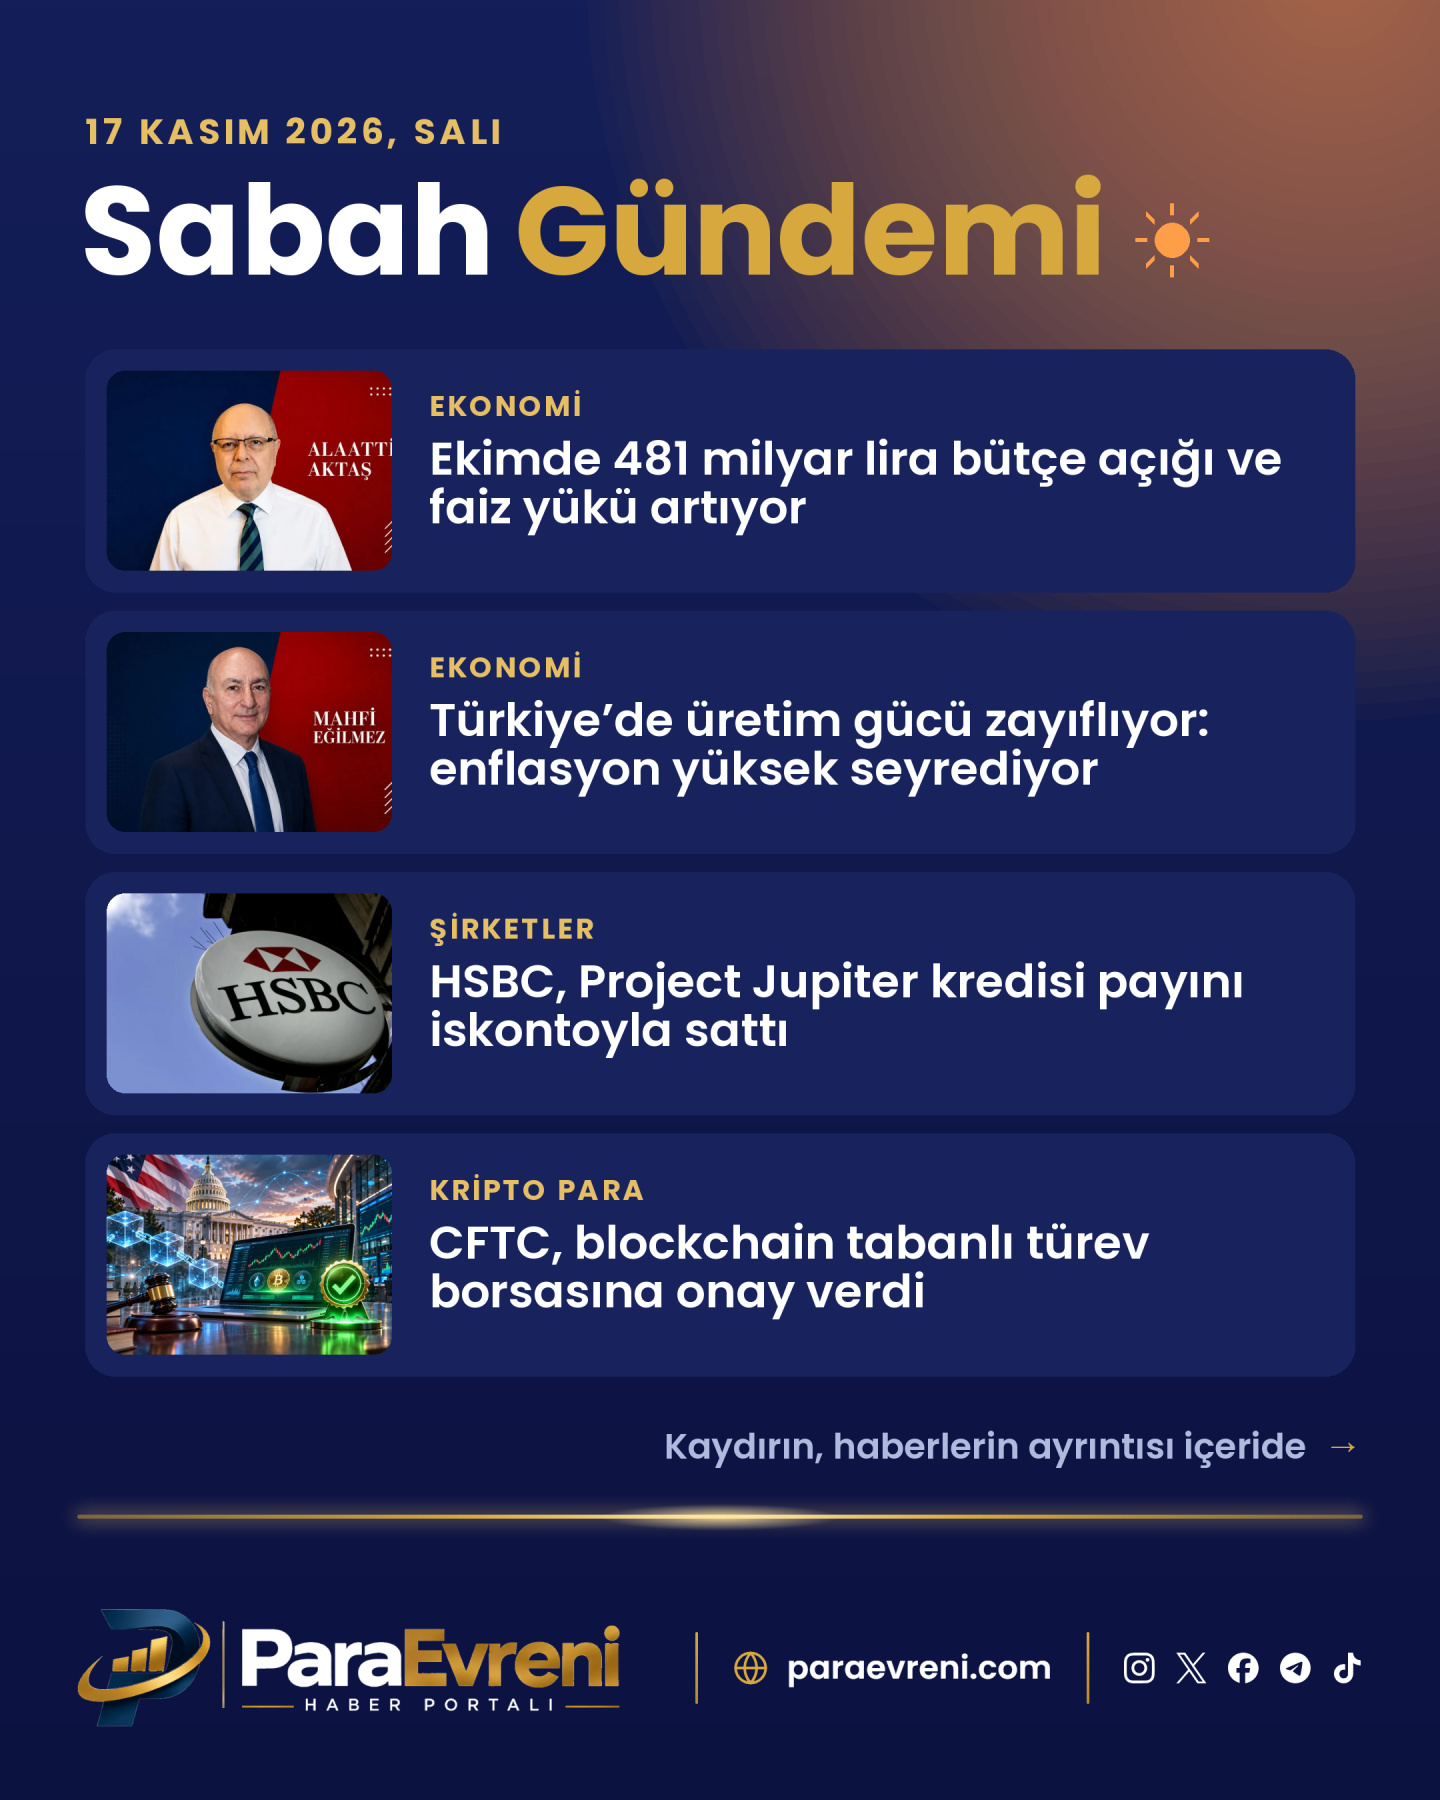 17 KASIM 2026, SALI
Sabah Gündemi
ALAATTİ
AKTAŞ
EKONOMİ
Ekimde 481 milyar lira bütçe açığı ve
faiz yükü artıyor
MAHFİ
EĞİLMEZ
EKONOMİ
Türkiye’de üretim gücü zayıflıyor:
enflasyon yüksek seyrediyor
HSBC
ŞİRKETLER
HSBC, Project Jupiter kredisi payını
iskontoyla sattı
KRİPTO PARA
CFTC, blockchain tabanlı türev
borsasına onay verdi
Kaydırın, haberlerin ayrıntısı içeride →
ParaEvreni
HABER PORTALI
paraevreni.com